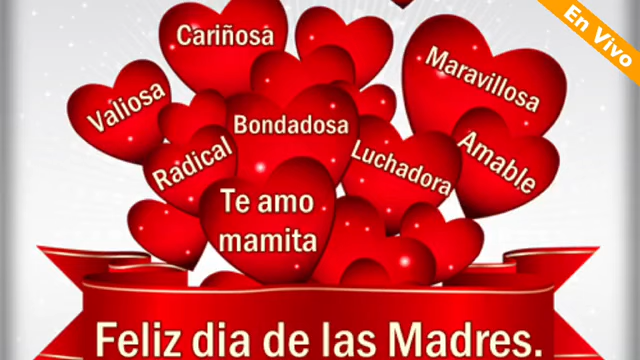 En Vivo
Cariñosa
Maravillosa
Valiosa
Bondadosa
Radical
Luchadora
Amable
Te amo
mamita
Feliz dia de las Madres.